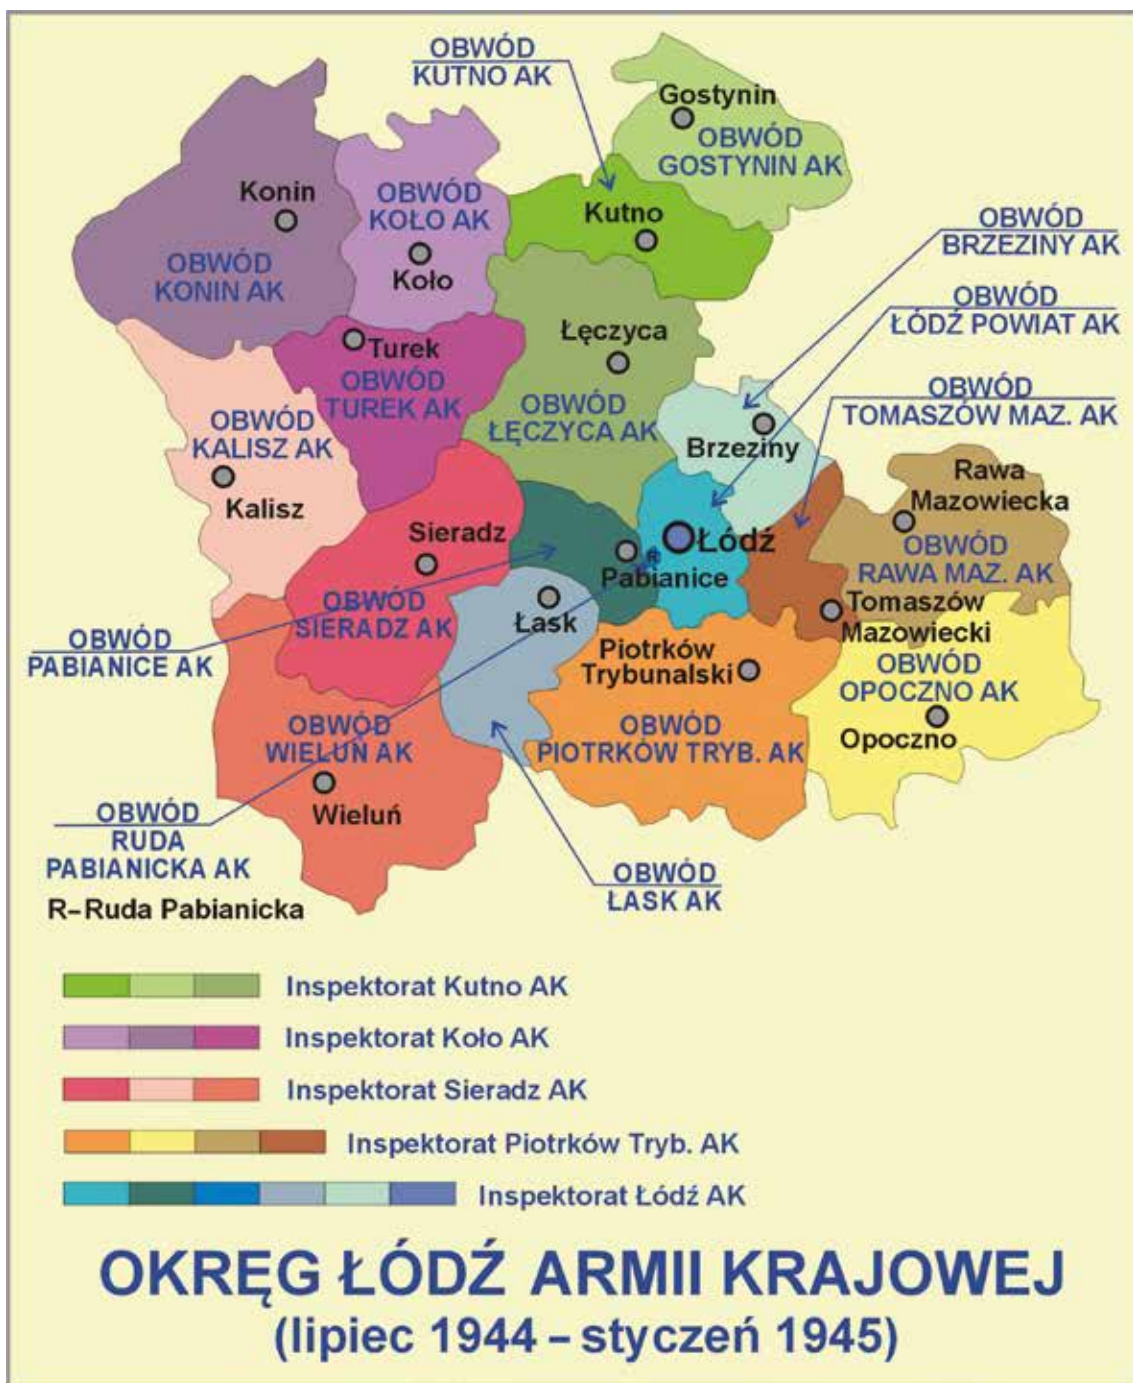 OBWÓD
KUTNO AK
Gostynin
OBWÓD
GOSTYNIN AK
Konin
OBWÓD
KOŁO AK
Koło
OBWÓD
KONIN AK
Kutno
OBWÓD
BRZEZINY AK
OBWÓD
ŁÓDŹ POWIAT AK
OBWÓD
TOMASZÓW MAZ. AK
Turek
OBWÓD
TUREK AK
Łęczyca
OBWÓD
ŁĘCZYCA AK
OBWÓD
KALISZ AK
Kalisz
Brzeziny
Rawa
Mazowiecka
OBWÓD
RAWA MAZ. AK
Sieradz
OBWÓD
SIERADZ AK
Łódź
R
Pabianice
Łask
Tomaszów
Mazowiecki
OBWÓD
PABIANICE AK
Piotrków
Trybunalski
OBWÓD
PIOTRKÓW TRYB. AK
OBWÓD
OPOCZNO AK
Opoczno
OBWÓD
WIELUŃ AK
Wieluń
OBWÓD
RUDA
PABIANICKA AK
OBWÓD
ŁASK AK
R–Ruda Pabianicka
Inspektorat Kutno AK
Inspektorat Koło AK
Inspektorat Sieradz AK
Inspektorat Piotrków Tryb. AK
Inspektorat Łódź AK
OKRĘG ŁÓDŹ ARMII KRAJOWEJ
(lipiec 1944 – styczeń 1945)